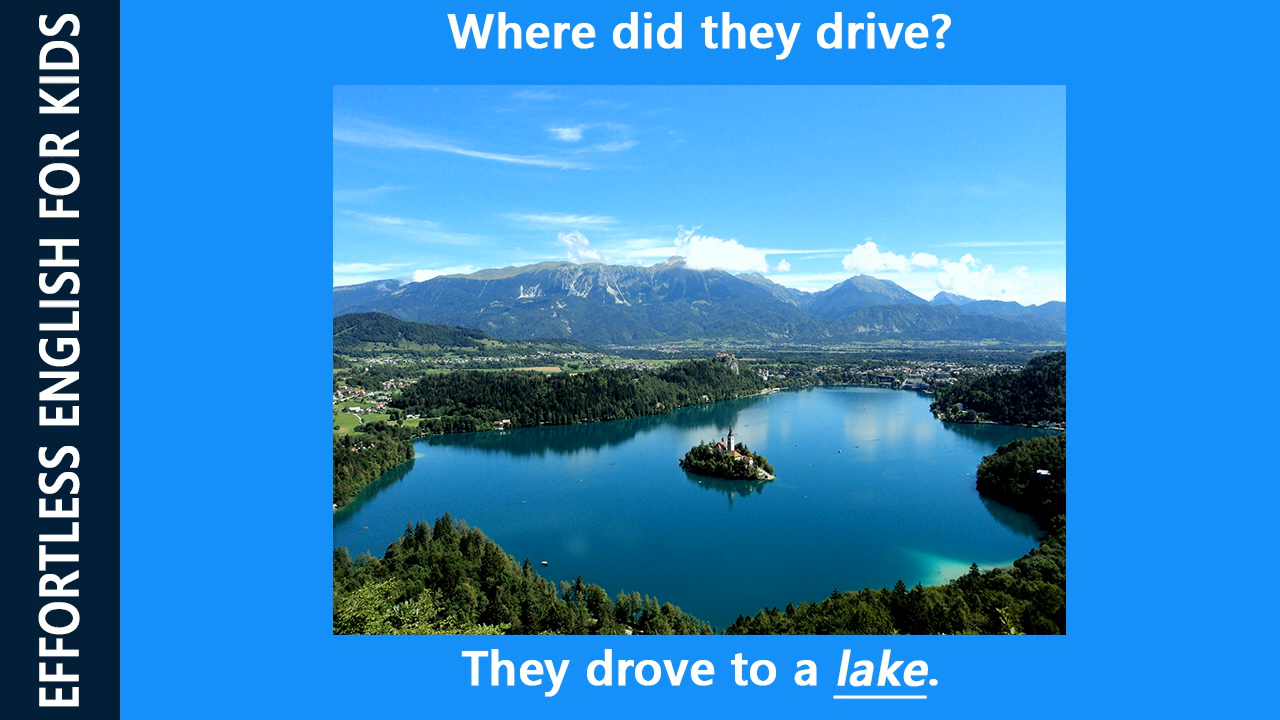 EFFORTLESS ENGLISH FOR KIDS
Where did they drive?
They drove to a lake.